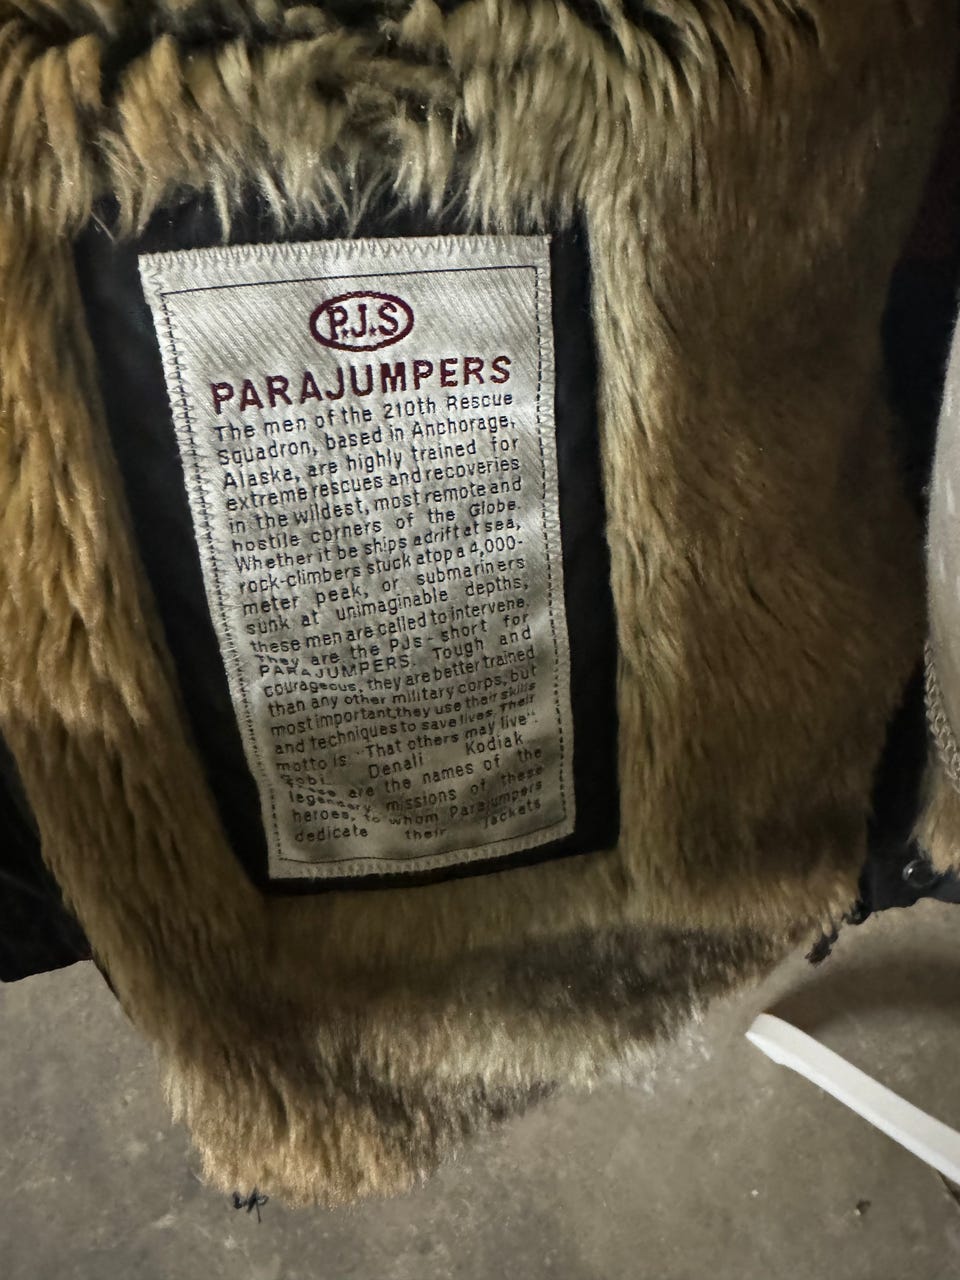 P.J.S
PARAJUMPERS
The men of the 210th Rescue
Squadron, based in Anchorage,
Alaska, are highly trained for
extreme rescues and recoveries
in the wildest, most remote and
hostile corners of the Globe.
Whether it be ships adrift at sea,
rock-climbers stuck atop a 4,000-
meter peak, or submariners
sunk at unimaginable depths,
these men are called to intervene.
They are the PJs - short for
PARAJUMPERS. Tough and
courageous, they are better trained
than any other military corps, but
most important, they use their skills
and techniques to save lives. Their
motto is "That others may live".
Gobi Denali Kodiak
These are the names of the
legendary missions of these
heroes, to whom Parajumpers
dedicate their jackets